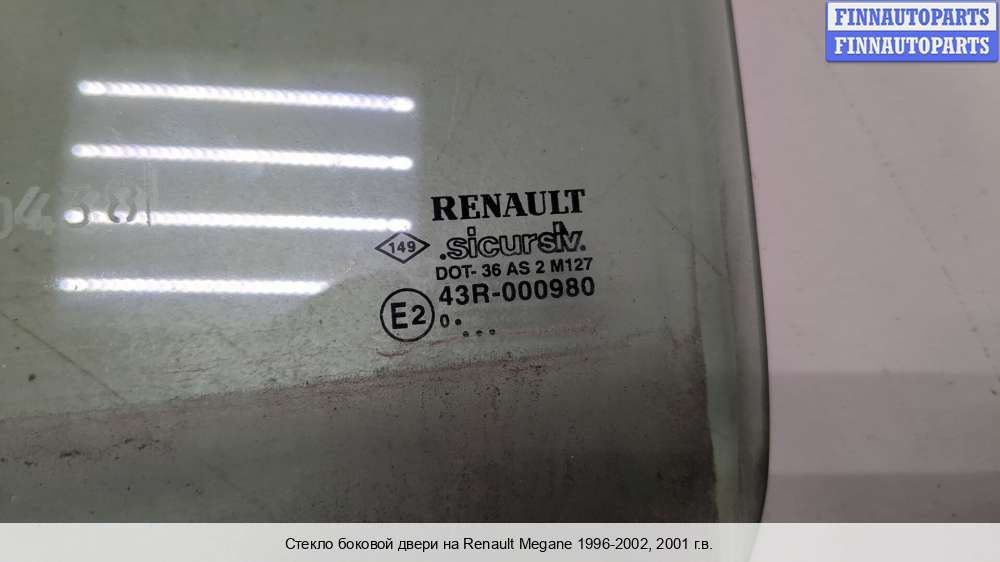 FINNAUTOPARTS
FINNAUTOPARTS
RENAULT
149
.sicursiv.
DOT- 36 AS 2 M127
E2
43R-000980
0. ...
Стекло боковой двери на Renault Megane 1996-2002, 2001 г.в.